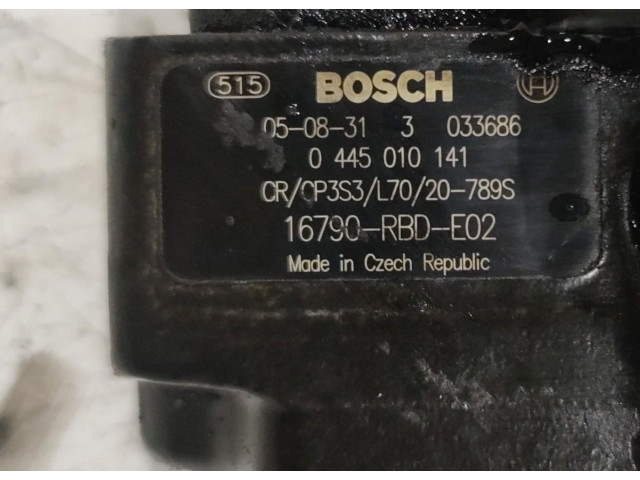 515 BOSCH
05-08-31 3 033686
0 445 010 141
CR/CP3S3/L70/20-789S
16790-RBD-E02
Made in Czech Republic